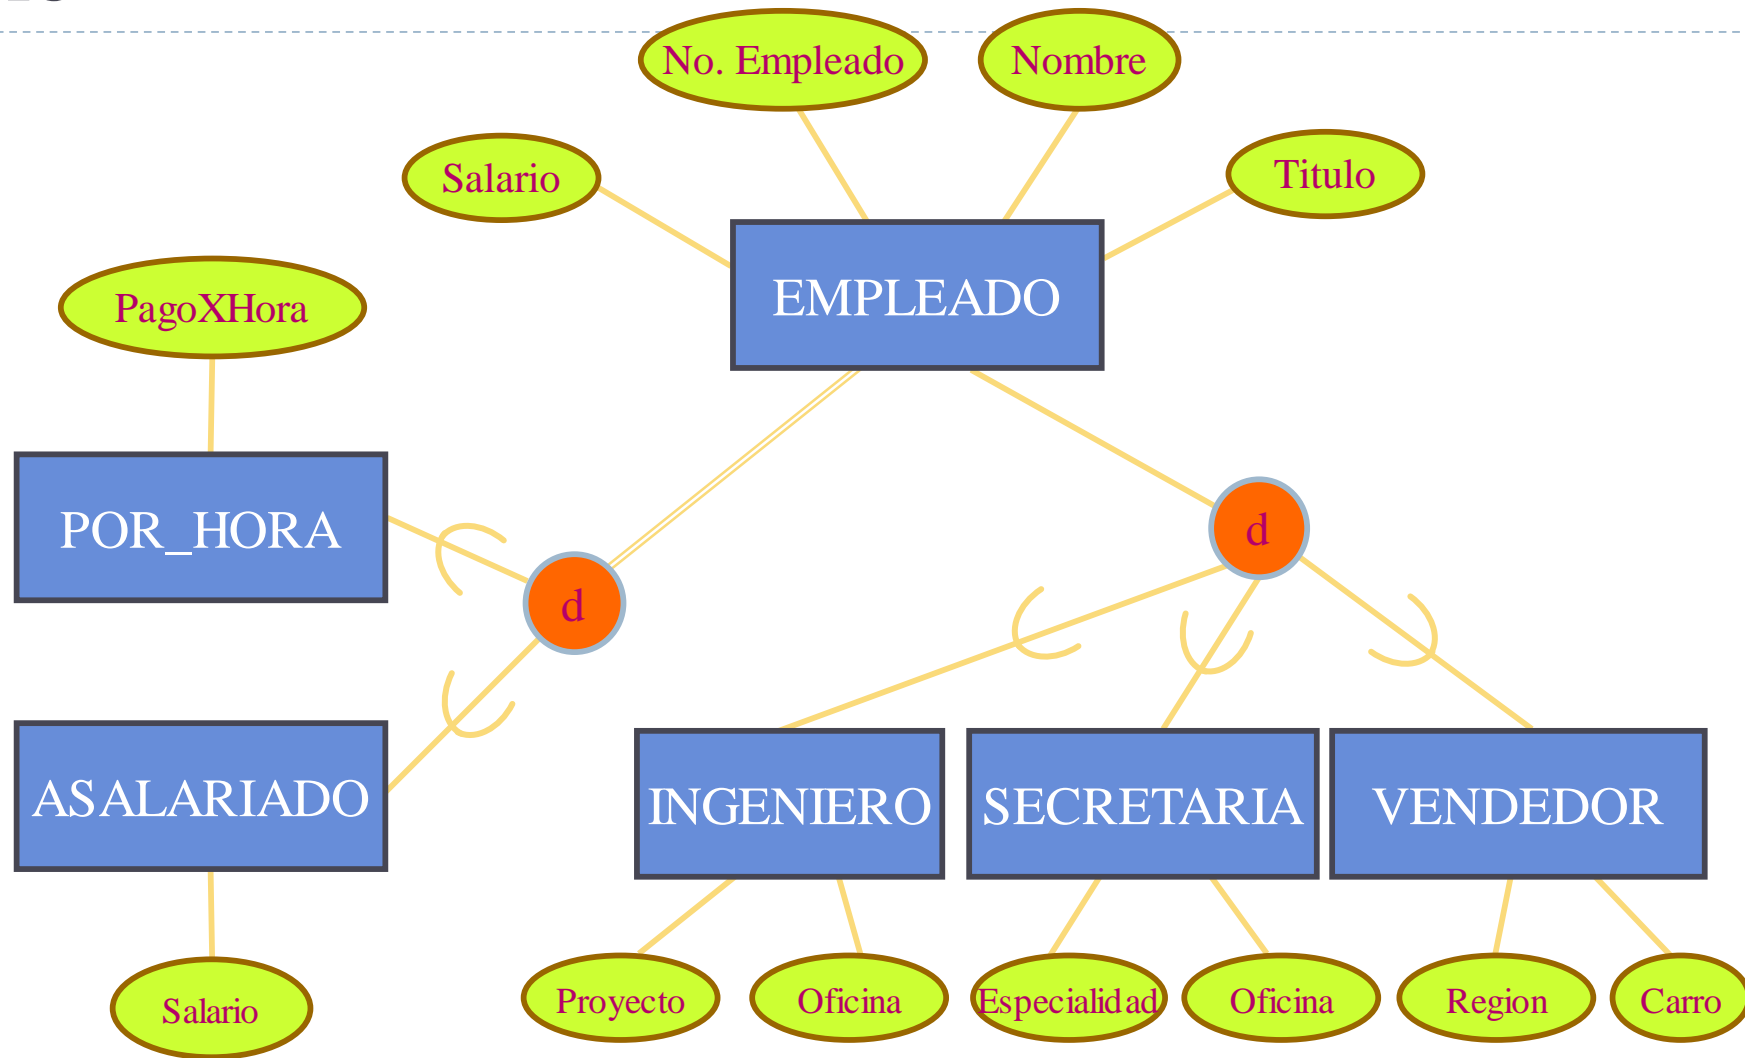 No. Empleado
Nombre
Salario
Titulo
EMPLEADO
PagoXHora
POR_HORA
d
d
ASALARIADO
INGENIERO
SECRETARIA
VENDEDOR
Salario
Proyecto
Oficina
Especialidad
Oficina
Region
Carro